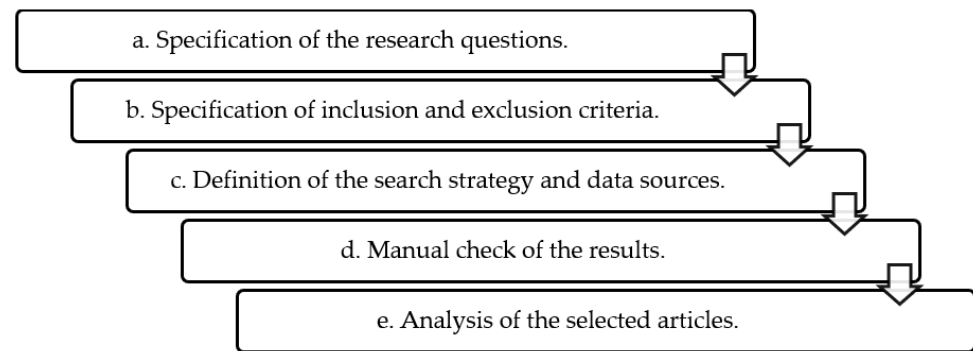 a. Specification of the research questions.
b. Specification of inclusion and exclusion criteria.
c. Definition of the search strategy and data sources.
d. Manual check of the results.
e. Analysis of the selected articles.